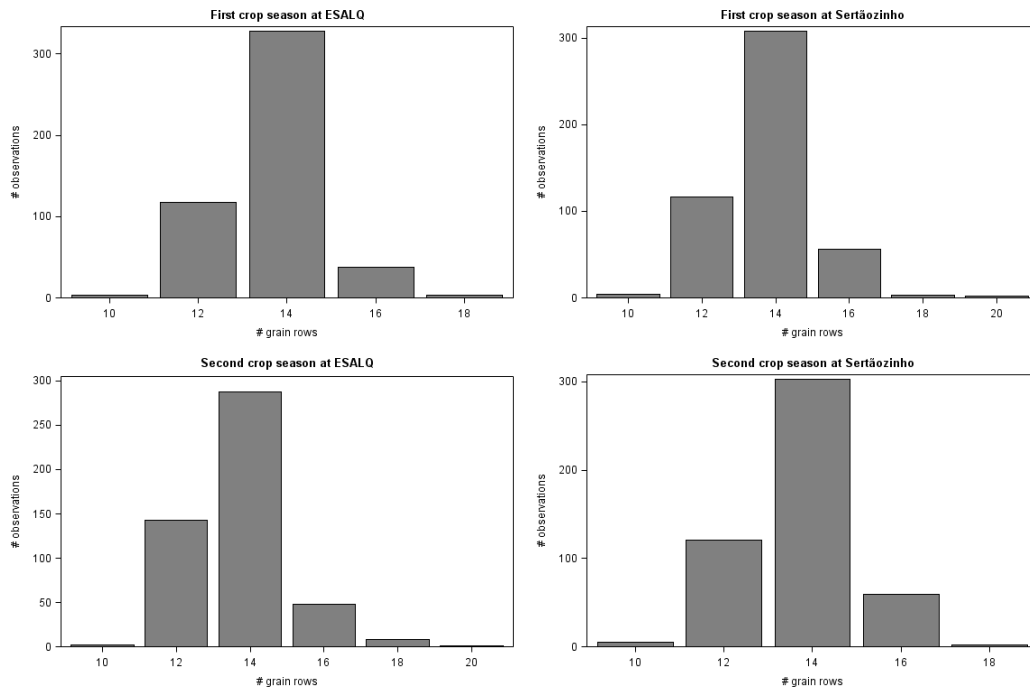 First crop season at ESALQ
300
200
100
0
# observations
10 12 14 16 18
# grain rows
First crop season at Sertãozinho
300
200
100
0
# observations
10 12 14 16 18 20
# grain rows
Second crop season at ESALQ
300
250
200
150
100
50
0
# observations
10 12 14 16 18 20
# grain rows
Second crop season at Sertãozinho
300
200
100
0
# observations
10 12 14 16 18
# grain rows